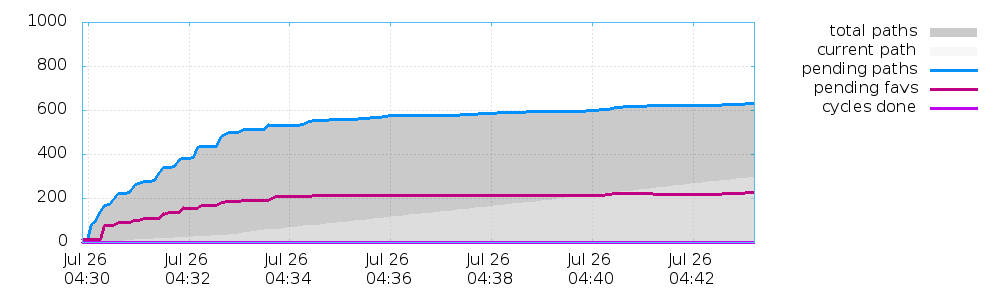 1000
800
600
400
200
0
Jul 26 Jul 26 Jul 26 Jul 26 Jul 26 Jul 26 Jul 26
04:30 04:32 04:34 04:36 04:38 04:40 04:42
total paths
current path
pending paths
pending favs
cycles done